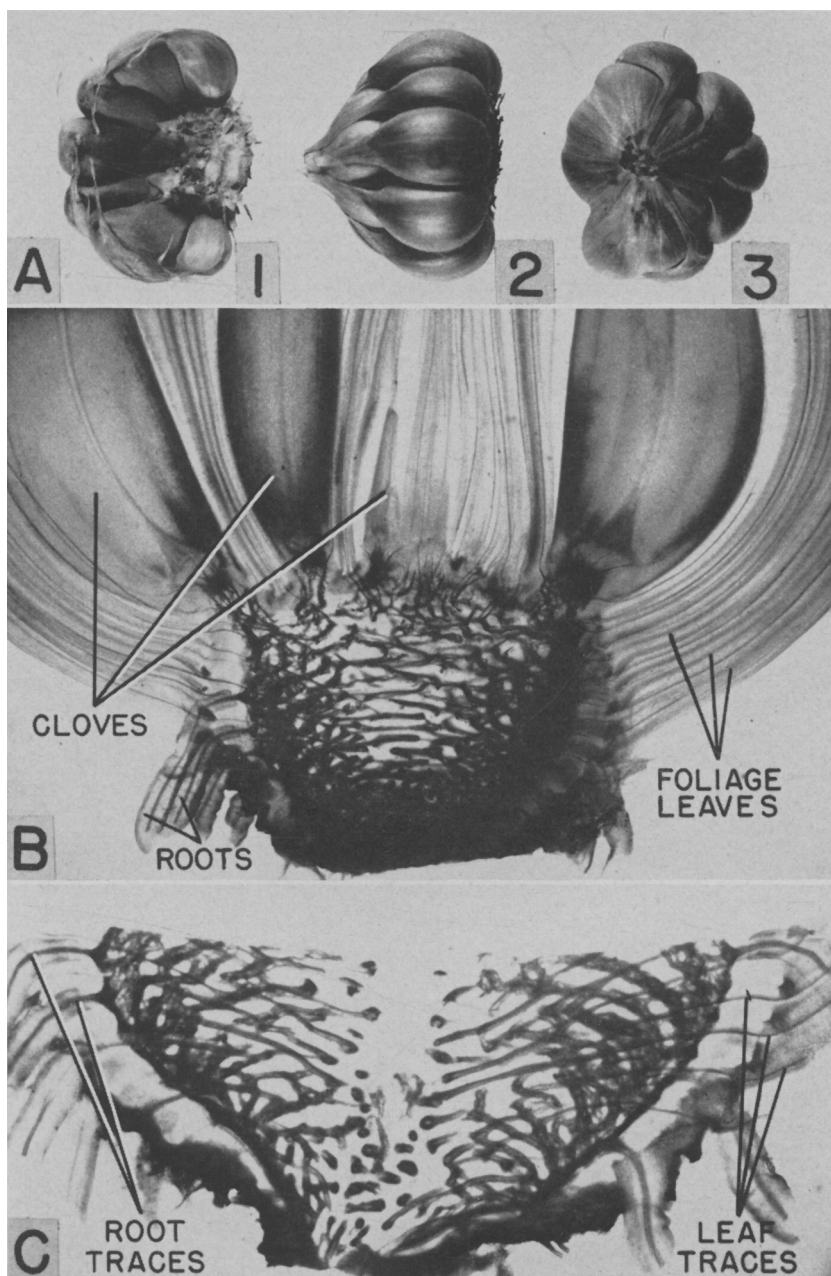 A
1
2
3
CLOVES
FOLIAGE
LEAVES
ROOTS
B
ROOT
TRACES
LEAF
TRACES
C